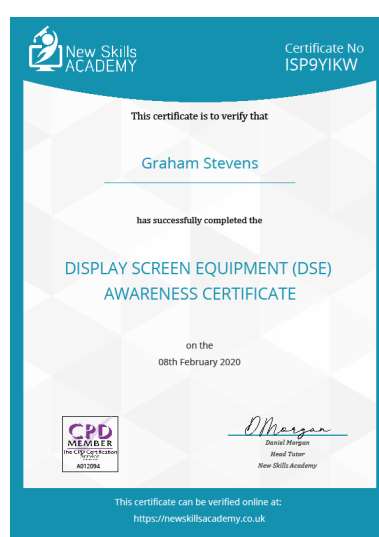 New Skills
ACADEMY
Certificate No
ISP9YIKW
This certificate is to verify that
Graham Stevens
has successfully completed the
DISPLAY SCREEN EQUIPMENT (DSE)
AWARENESS CERTIFICATE
on the
08th February 2020
CPD
MEMBER
The CPD Certification
Service
A012094
DMorgan
Daniel Morgan
Head Tutor
New Skills Academy
This certificate can be verified online at:
https://newskillsacademy.co.uk